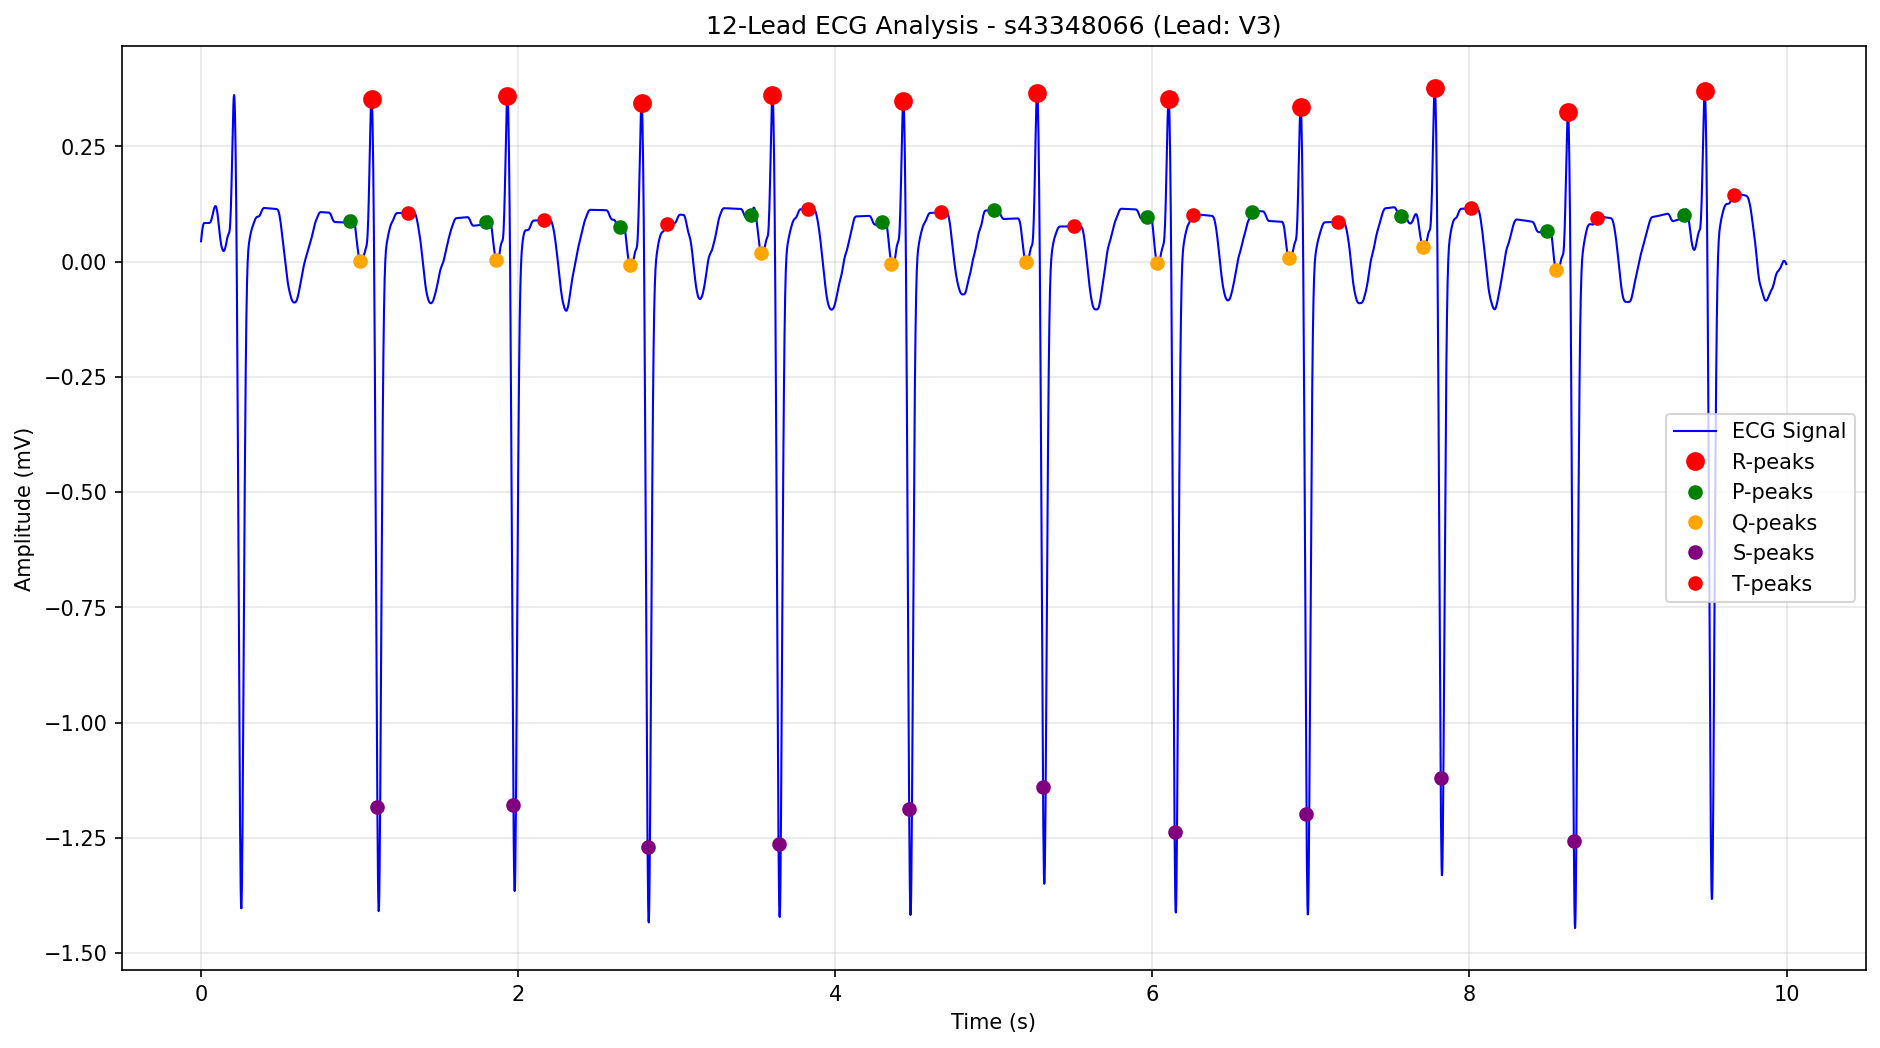 12-Lead ECG Analysis - s43348066 (Lead: V3)
Amplitude (mV)
0.25
0.00
−0.25
−0.50
−0.75
−1.00
−1.25
−1.50
ECG Signal
R-peaks
P-peaks
Q-peaks
S-peaks
T-peaks
0 2 4 6 8 10
Time (s)